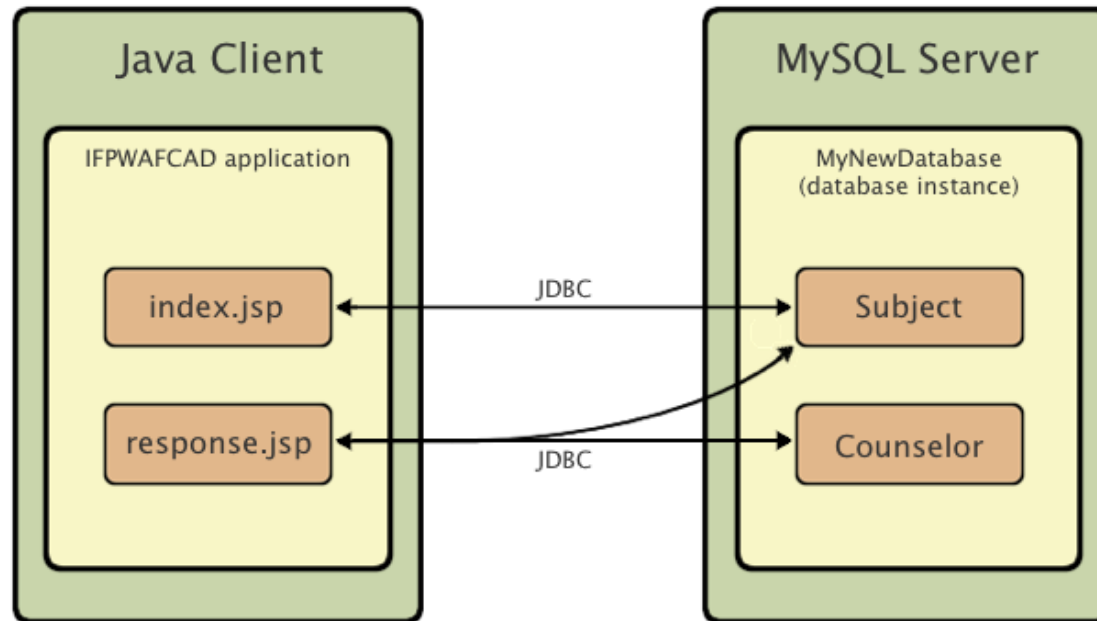 Java Client
IFPWAFCAD application
index.jsp
response.jsp
JDBC
JDBC
MySQL Server
MyNewDatabase
(database instance)
Subject
Counselor